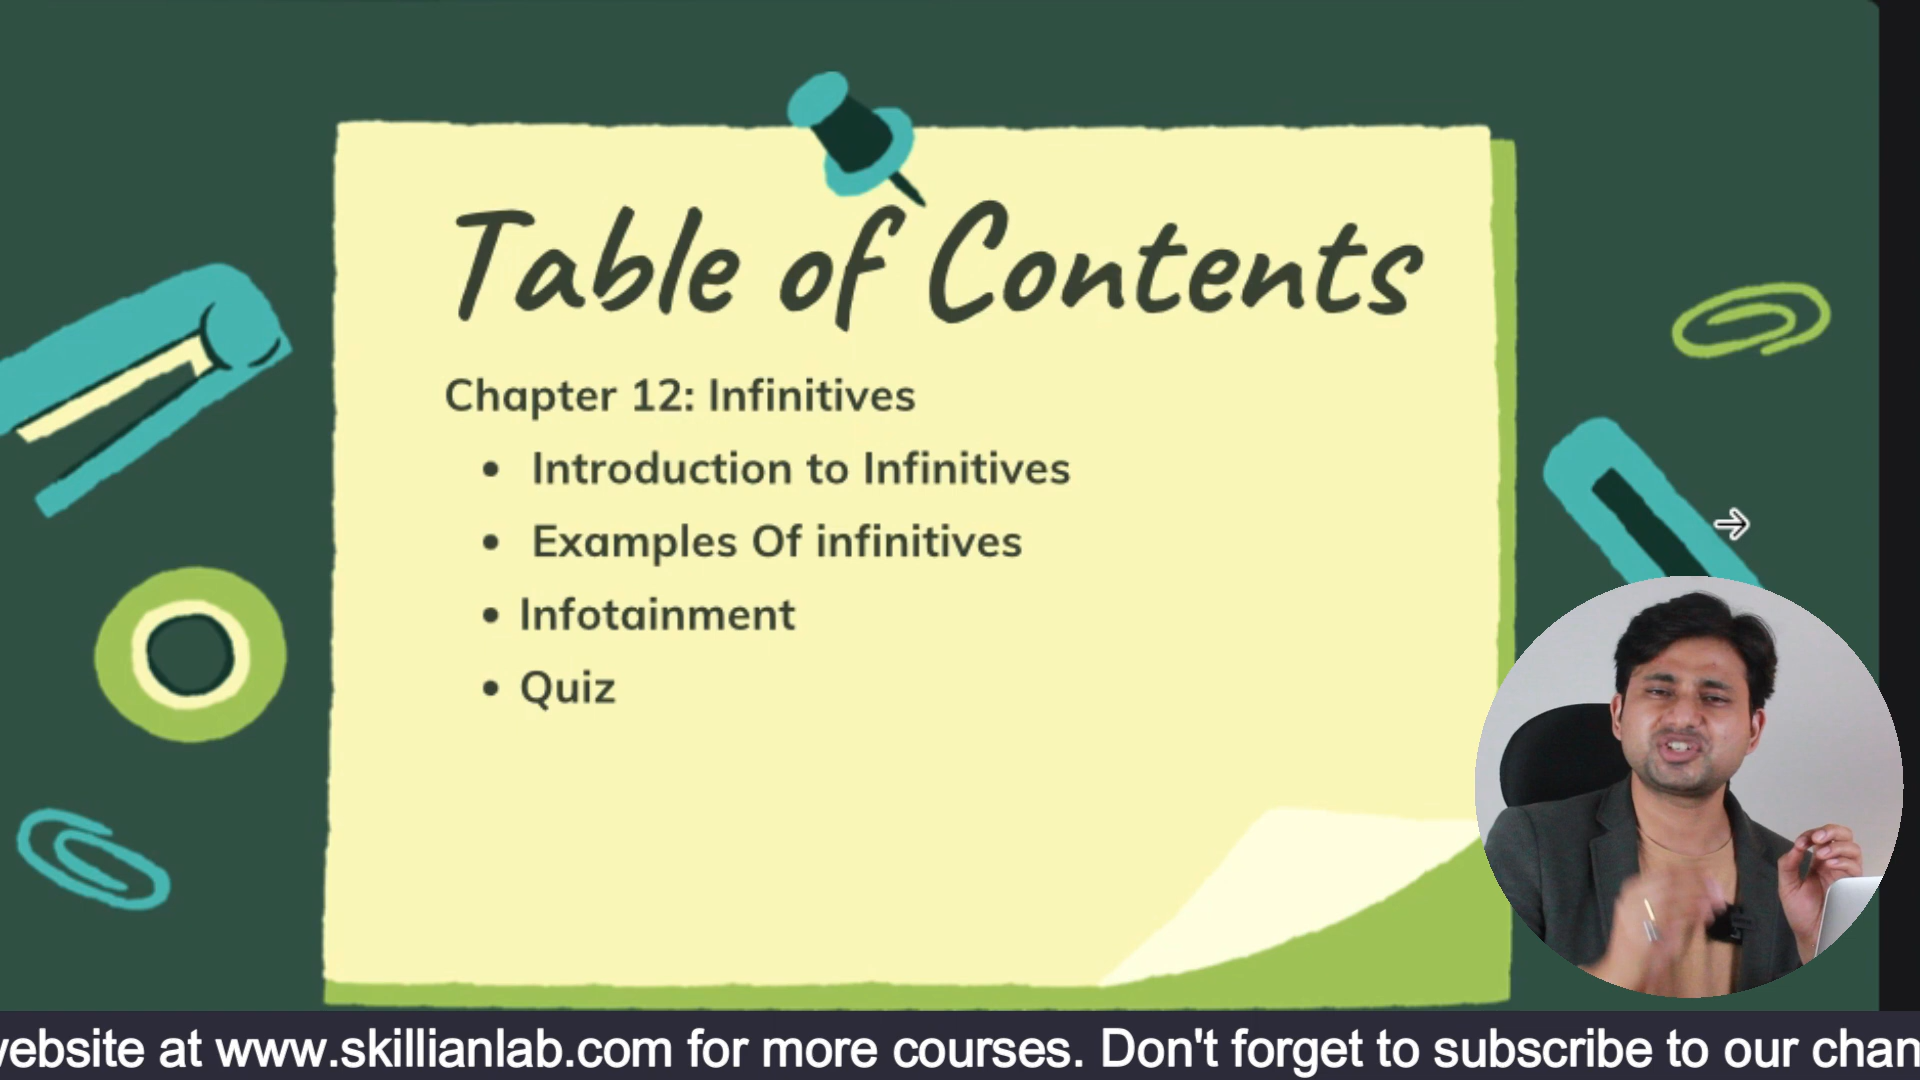 Table of Contents
Chapter 12: Infinitives
• Introduction to Infinitives
• Examples Of infinitives
• Infotainment
• Quiz
website at www.skillianlab.com for more courses. Don't forget to subscribe to our chan